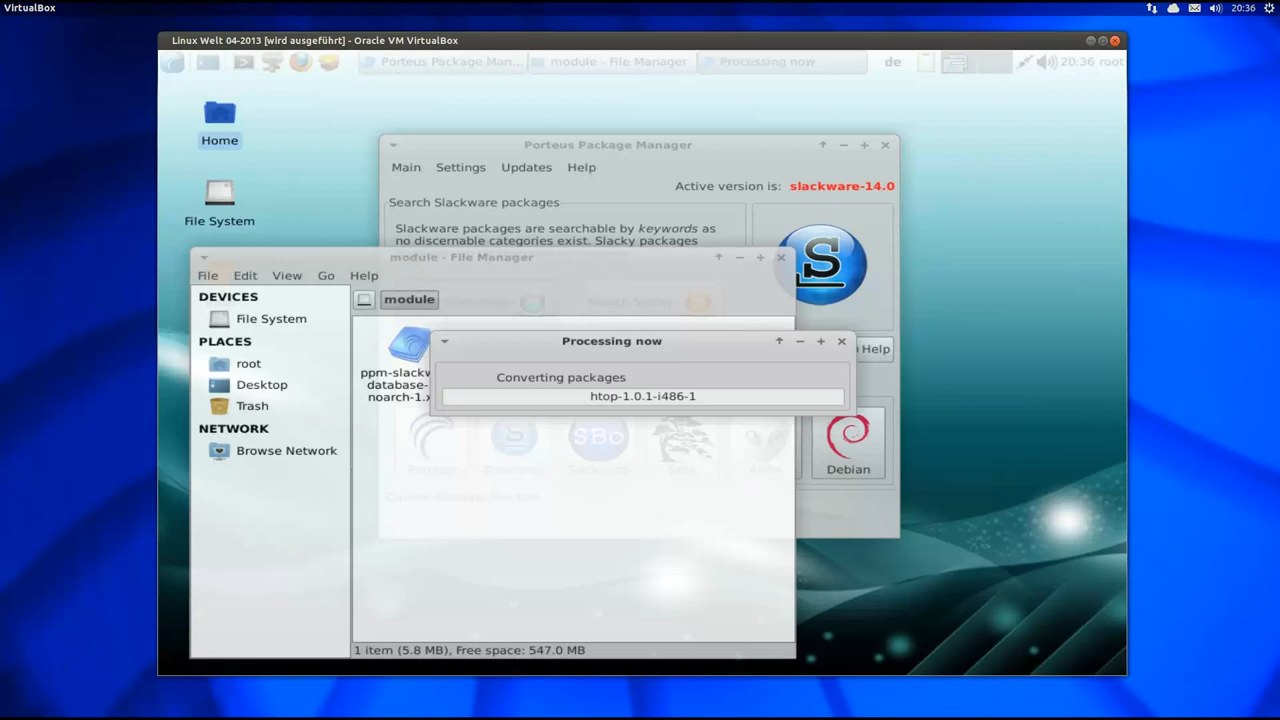 VirtualBox
20:36
Linux Welt 04-2013 [wird ausgeführt] - Oracle VM VirtualBox
Porteus Package Man...
module - File Manager
Processing now
de
20:36 root
Home
File System
Porteus Package Manager
Main Settings Updates Help
Active version is: slackware-14.0
Search Slackware packages
Slackware packages are searchable by keywords as
no discernable categories exist. Slacky packages
S
module - File Manager
File Edit View Go Help
DEVICES
File System
PLACES
root
Desktop
Trash
NETWORK
Browse Network
module
ppm-slackw
database-
noarch-1.x
Processing now
Converting packages
htop-1.0.1-i486-1
Help
SBo
Debian
1 item (5.8 MB), Free space: 547.0 MB